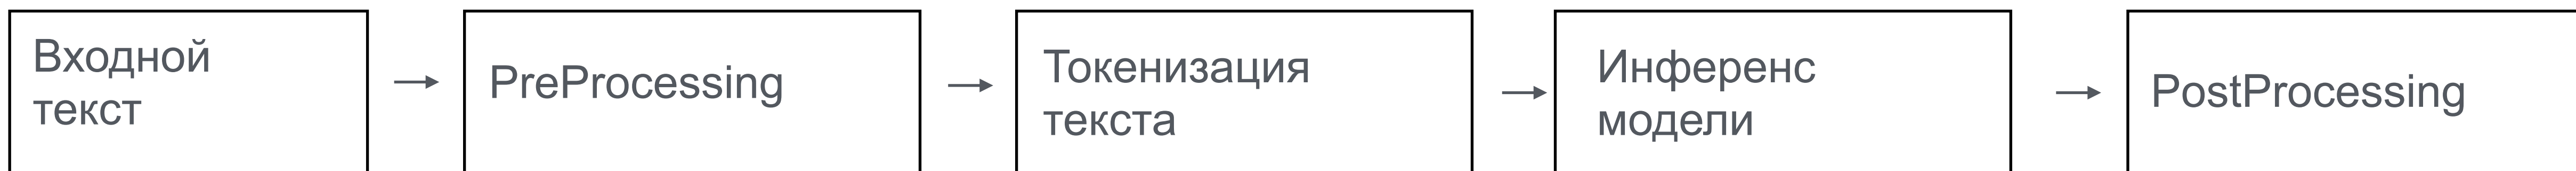 Входной
текст
PreProcessing
Токенизация
текста
Инференс
модели
PostProcessing